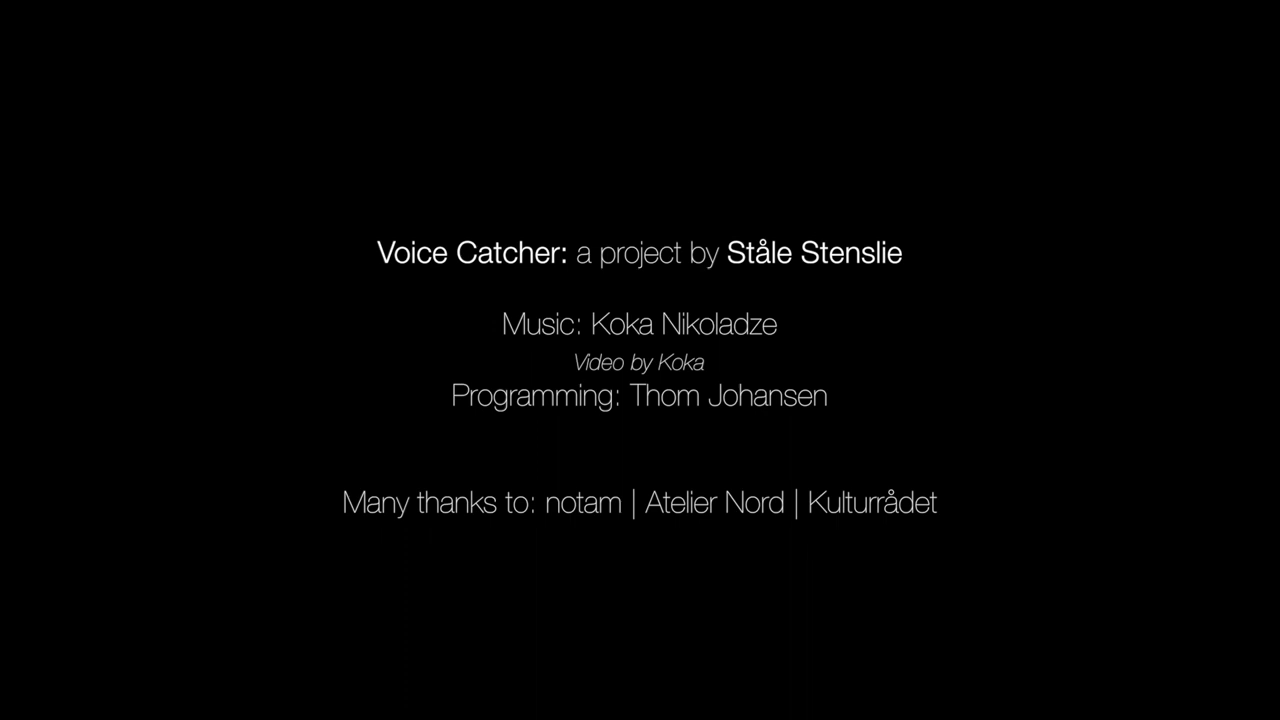 Voice Catcher: a project by Ståle Stenslie
Music: Koka Nikoladze
Video by Koka
Programming: Thom Johansen
Many thanks to: notam | Atelier Nord | Kulturrådet